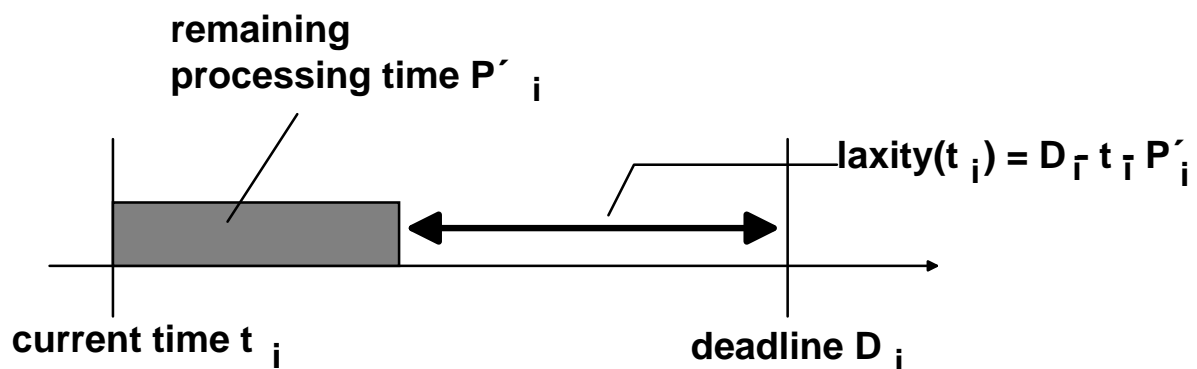 remaining
processing time P´ i
laxity(t i) = D i - t i - P´i
current time t i
deadline D i